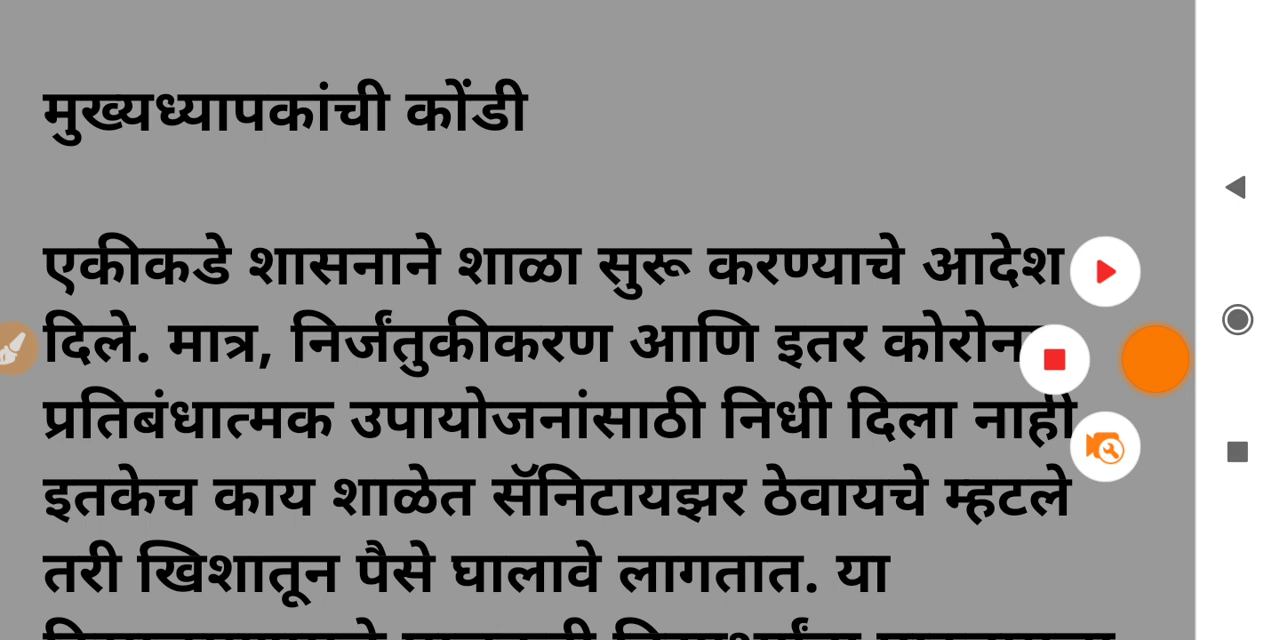 मुख्यध्यापकांची कोंडी
एकीकडे शासनाने शाळा सुरू करण्याचे आदेश
दिले. मात्र, निर्जंतुकीकरण आणि इतर
प्रतिबंधात्मक उपायोजनांसाठी निधी दिला नाही
इतकेच काय शाळेत सॅनिटायझर ठेवायचे म्हटले
तरी खिशातून पैसे घालावे लागतात. या